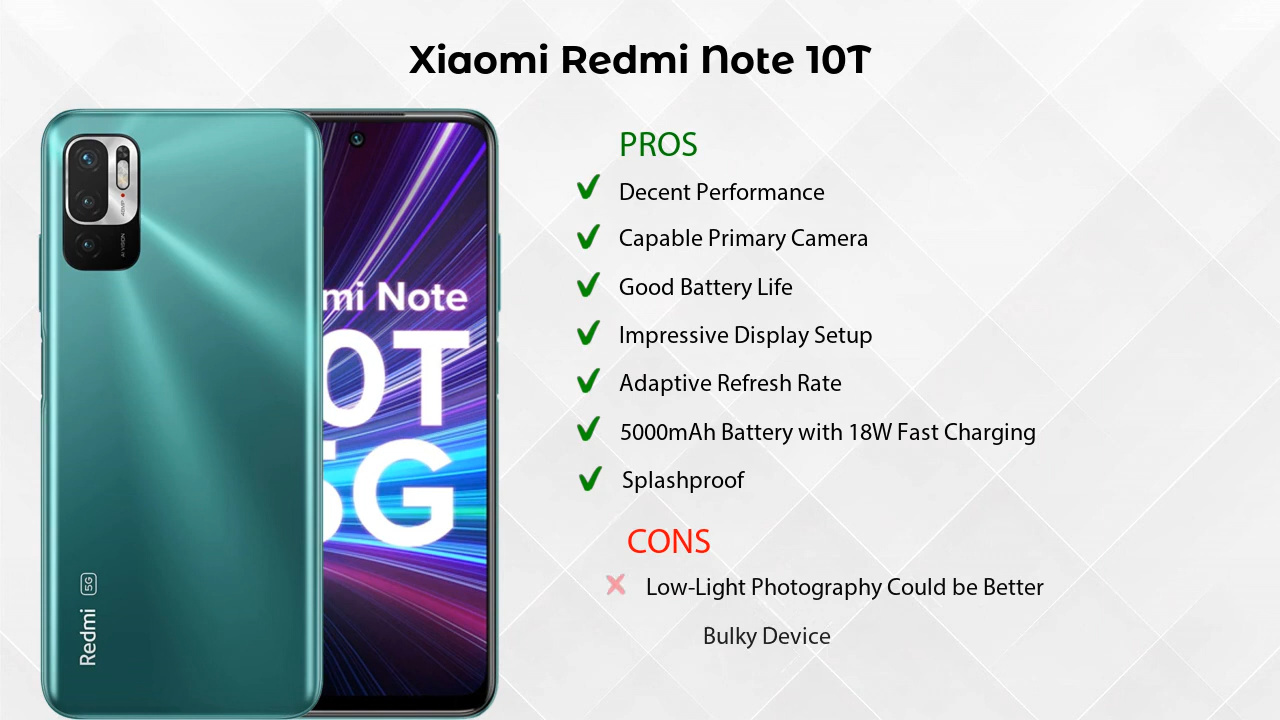 Xiaomi Redmi Note 10T
PROS
Decent Performance
Capable Primary Camera
Good Battery Life
Impressive Display Setup
Adaptive Refresh Rate
5000mAh Battery with 18W Fast Charging
Splashproof
CONS
Low-Light Photography Could be Better
Bulky Device
mi Note
0T
5G
AI VISION
Redmi 5G